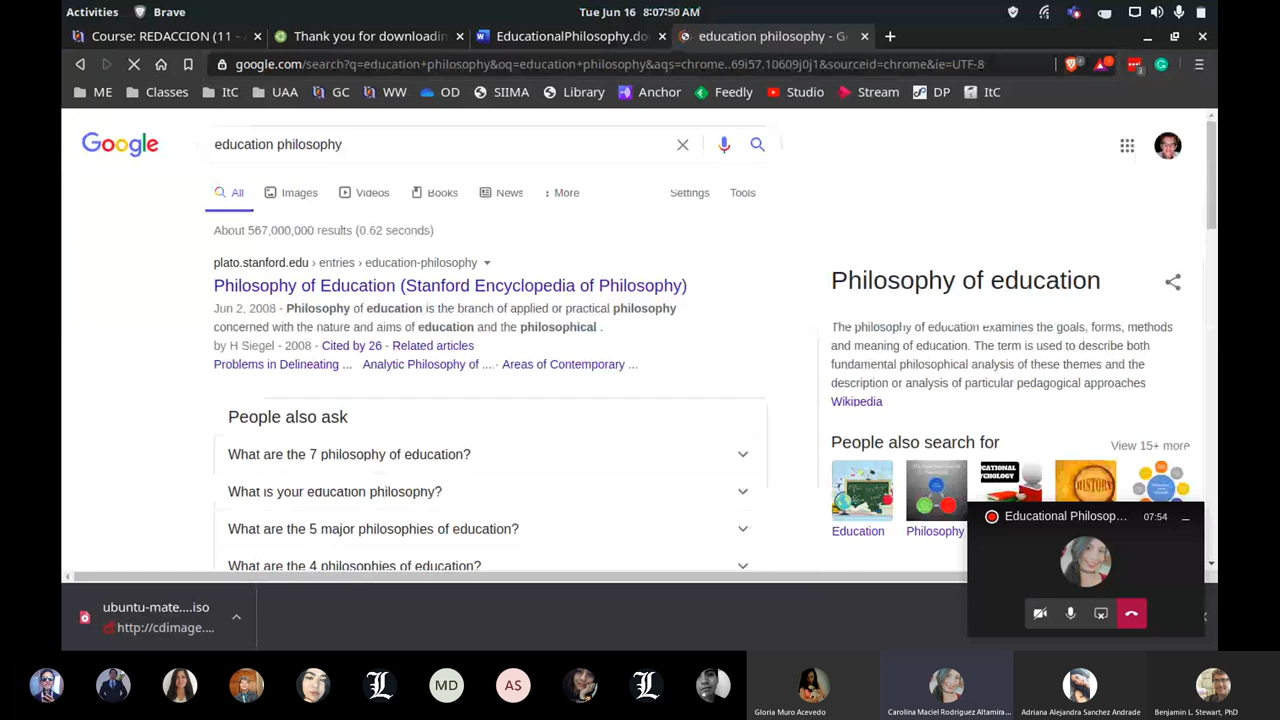 Activities Brave Tue Jun 16 8:07:50 AM
Course: REDACCION (11 - A Thank you for downloadin EducationalPhilosophy.do education philosophy - Go
google.com/search?q=education+philosophy&oq=education+philosophy&aqs=chrome..69i57.10609j0j1&sourceid=chrome&ie=UTF-8
ME Classes ItC UAA GC WW OD SIIMA Library Anchor Feedly Studio Stream DP ItC
Google education philosophy
All Images Videos Books News More Settings Tools
About 567,000,000 results (0.62 seconds)
plato.stanford.edu › entries › education-philosophy
Philosophy of Education (Stanford Encyclopedia of Philosophy)
Jun 2, 2008 - Philosophy of education is the branch of applied or practical philosophy
concerned with the nature and aims of education and the philosophical .
by H Siegel - 2008 - Cited by 26 - Related articles
Problems in Delineating ... Analytic Philosophy of ... · Areas of Contemporary ...
People also ask
What are the 7 philosophy of education?
What is your education philosophy?
What are the 5 major philosophies of education?
What are the 4 philosophies of education?
Philosophy of education
The philosophy of education examines the goals, forms, methods
and meaning of education. The term is used to describe both
fundamental philosophical analysis of these themes and the
description or analysis of particular pedagogical approaches
Wikipedia
People also search for View 15+ more
HISTORY
Education Philosophy
Educational Philosop... 07:54
ubuntu-mate....iso
http://cdimage....
L MD AS L
Gloria Muro Acevedo Carolina Maciel Rodriguez Altamira... Adriana Alejandra Sanchez Andrade Benjamin L. Stewart, PhD